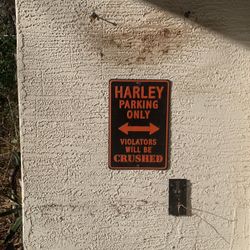 HARLEY
PARKING
ONLY
VIOLATORS
WILL BE
CRUSHED